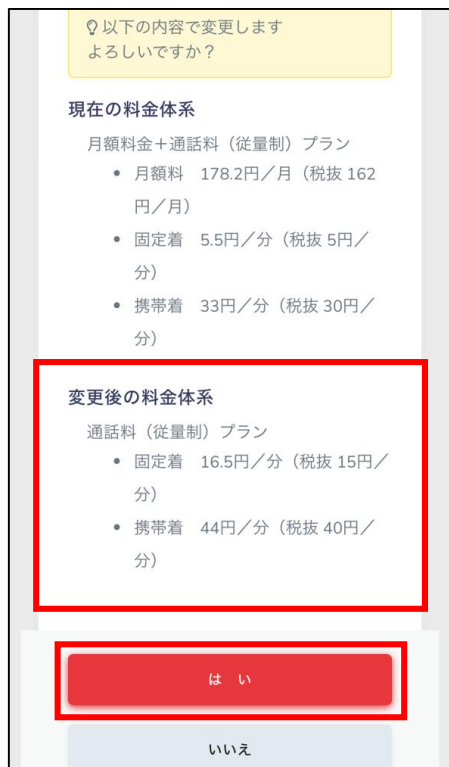 以下の内容で変更します
よろしいですか？
現在の料金体系
月額料金＋通話料（従量制）プラン
• 月額料　178.2円／月（税抜 162
円／月）
• 固定着　5.5円／分（税抜 5円／
分）
• 携帯着　33円／分（税抜 30円／
分）
変更後の料金体系
通話料（従量制）プラン
• 固定着　16.5円／分（税抜 15円／
分）
• 携帯着　44円／分（税抜 40円／
分）
は　い
いいえ